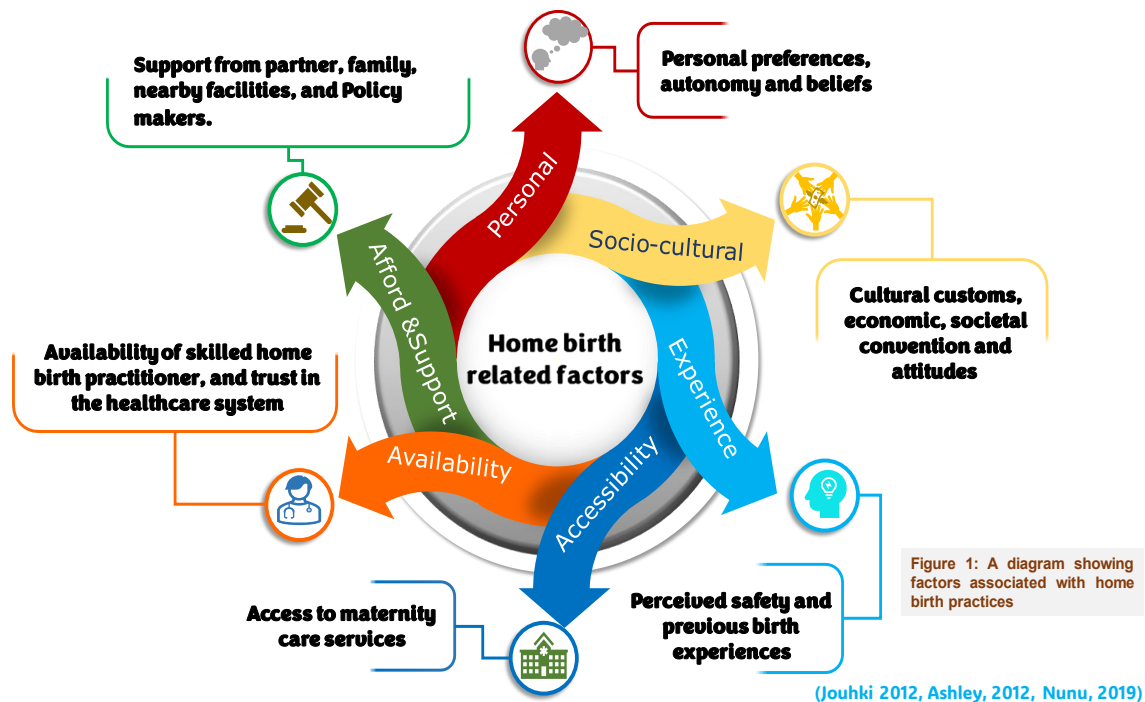 Support from partner, family,
nearby facilities, and Policy
makers.
Personal preferences,
autonomy and beliefs
Personal
Socio-cultural
Afford &Support
Cultural customs,
economic, societal
convention and
attitudes
Availability of skilled home
birth practitioner, and trust in
the healthcare system
Home birth
related factors
Experience
Availability
Accessibility
Access to maternity
care services
Perceived safety and
previous birth
experiences
Figure 1: A diagram showing
factors associated with home
birth practices
(Jouhki 2012, Ashley, 2012, Nunu, 2019)